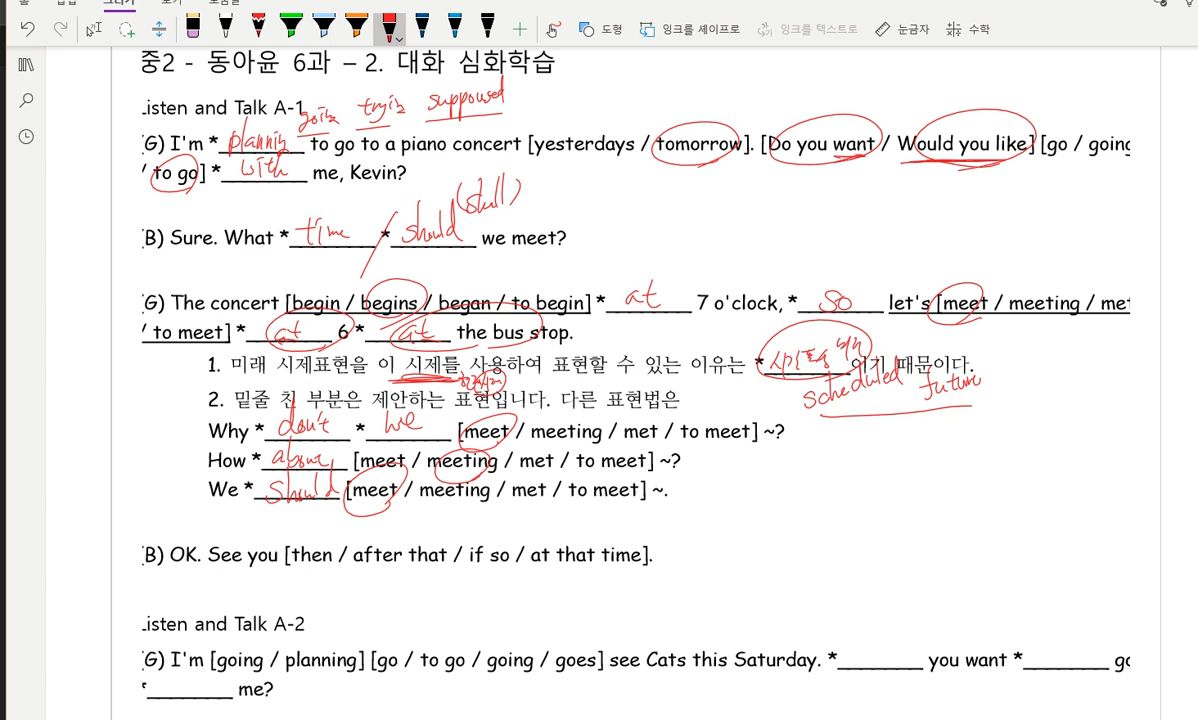 도형 잉크를 셰이프로 잉크를 텍스트로 눈금자 수학
중2 - 동아윤 6과 – 2. 대화 심화학습
Listen and Talk A-1
going trying suppoused
G) I'm * planning to go to a piano concert [yesterdays / tomorrow]. [Do you want / Would you like] [go / going
/ to go] * with me, Kevin?
(shall)
B) Sure. What * time / * should we meet?
G) The concert [begin / begins / began / to begin] * at 7 o'clock, * so let's [meet / meeting / met
/ to meet] * at 6 * at the bus stop.
1. 미래 시제표현을 이 시제를 사용하여 표현할 수 있는 이유는 * 이기 때문이다.
현재시제 scheduled future
2. 밑줄 친 부분은 제안하는 표현입니다. 다른 표현법은
Why * don't * we [meet / meeting / met / to meet] ~?
How * about [meet / meeting / met / to meet] ~?
We * should [meet / meeting / met / to meet] ~.
B) OK. See you [then / after that / if so / at that time].
Listen and Talk A-2
G) I'm [going / planning] [go / to go / going / goes] see Cats this Saturday. *________ you want *________ go
*________ me?